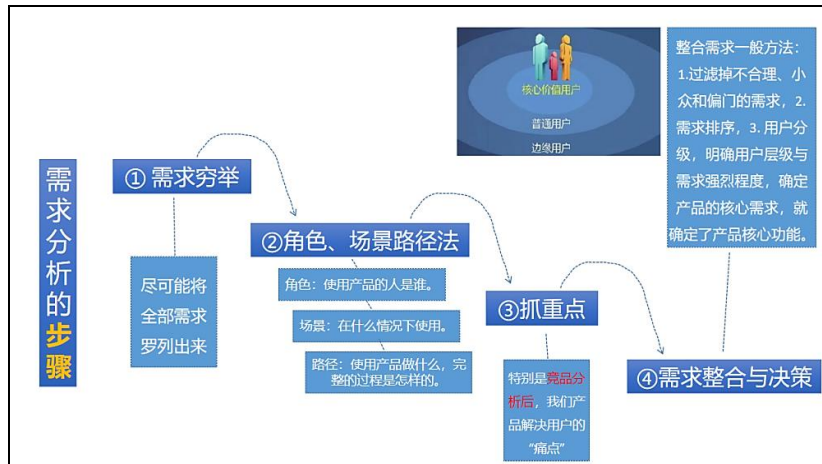 需求分析的步骤
① 需求穷举
尽可能将
全部需求
罗列出来
②角色、场景路径法
角色：使用产品的人是谁。
场景：在什么情况下使用。
路径：使用产品做什么，完
整的过程是怎样的。
③抓重点
特别是竞品分
析后，我们产
品解决用户的
“痛点”
④需求整合与决策
整合需求一般方法：
1.过滤掉不合理、小
众和偏门的需求，2.
需求排序，3.用户分
级，明确用户层级与
需求强烈程度，确定
产品的核心需求，就
确定了产品核心功能。
核心价值用户
普通用户
边缘用户